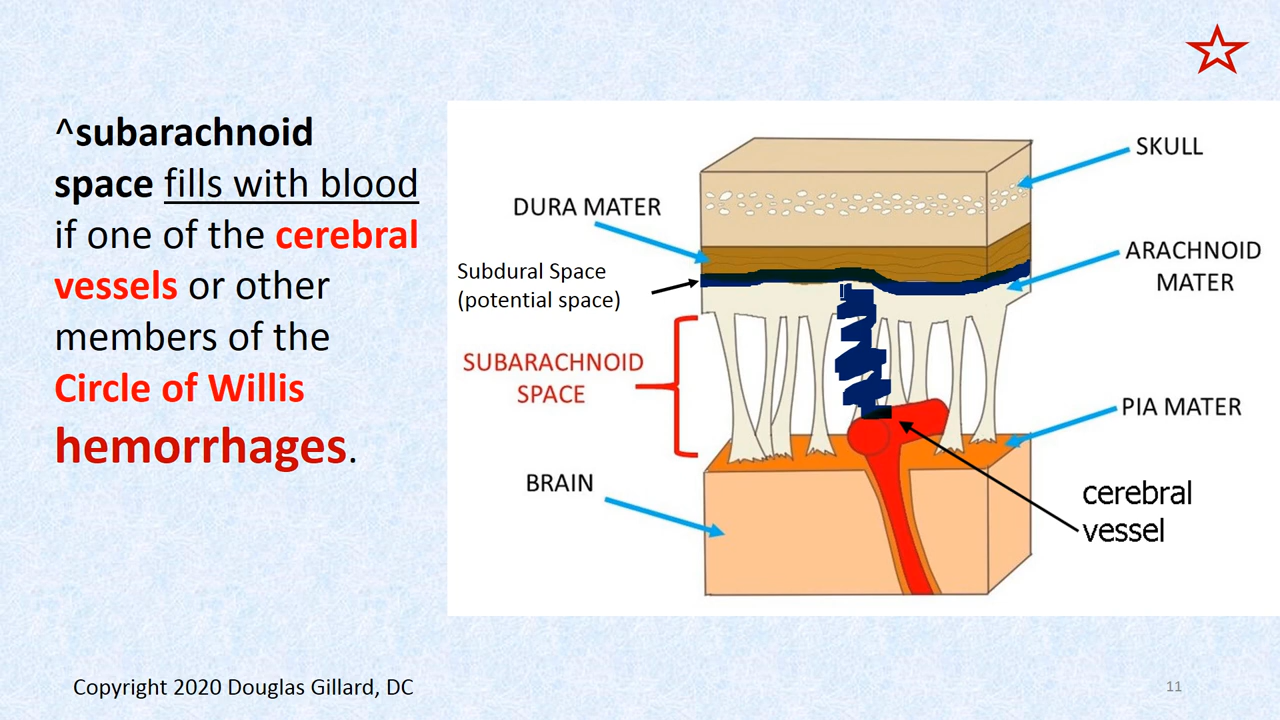 ^subarachnoid
space fills with blood
if one of the cerebral
vessels or other
members of the
Circle of Willis
hemorrhages.
SKULL
DURA MATER
ARACHNOID
MATER
Subdural Space
(potential space)
SUBARACHNOID
SPACE
PIA MATER
BRAIN
cerebral
vessel
Copyright 2020 Douglas Gillard, DC
11